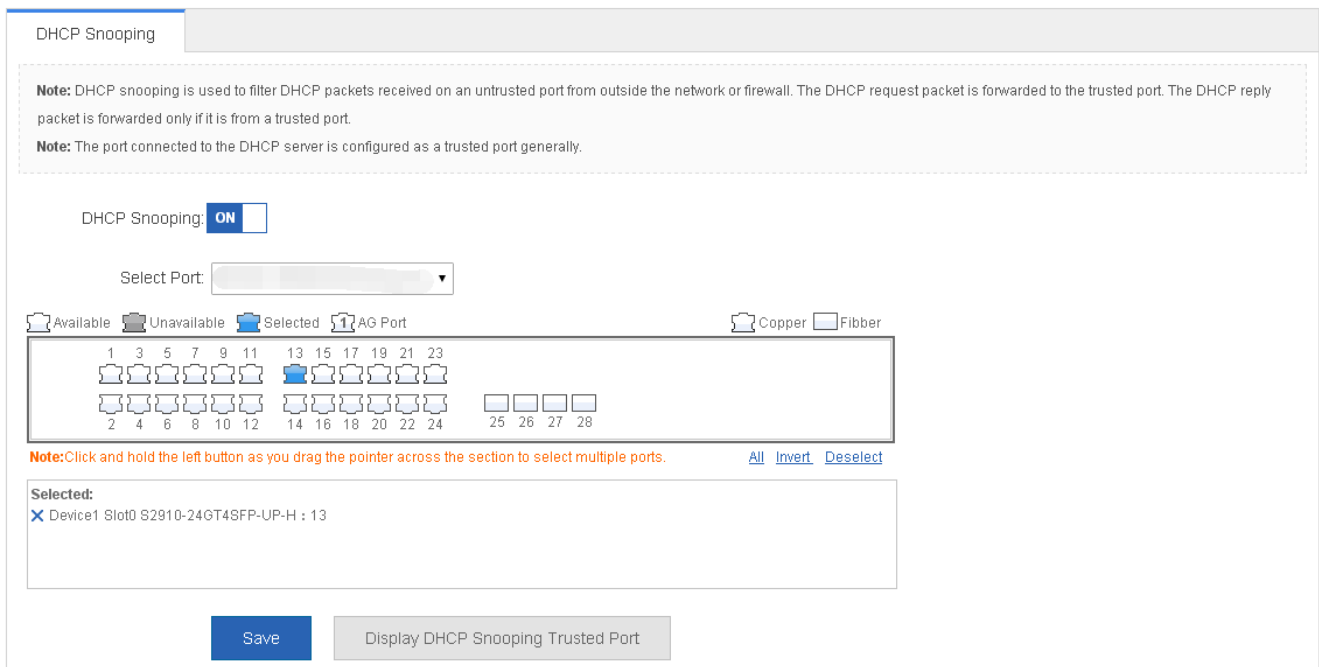 DHCP Snooping
Note: DHCP snooping is used to filter DHCP packets received on an untrusted port from outside the network or firewall. The DHCP request packet is forwarded to the trusted port. The DHCP reply
packet is forwarded only if it is from a trusted port.
Note: The port connected to the DHCP server is configured as a trusted port generally.
DHCP Snooping: ON
Select Port:
Available Unavailable Selected 1 AG Port Copper Fibber
1 3 5 7 9 11 13 15 17 19 21 23
2 4 6 8 10 12 14 16 18 20 22 24 25 26 27 28
Note:Click and hold the left button as you drag the pointer across the section to select multiple ports. All Invert Deselect
Selected:
Device1 Slot0 S2910-24GT4SFP-UP-H : 13
Save Display DHCP Snooping Trusted Port